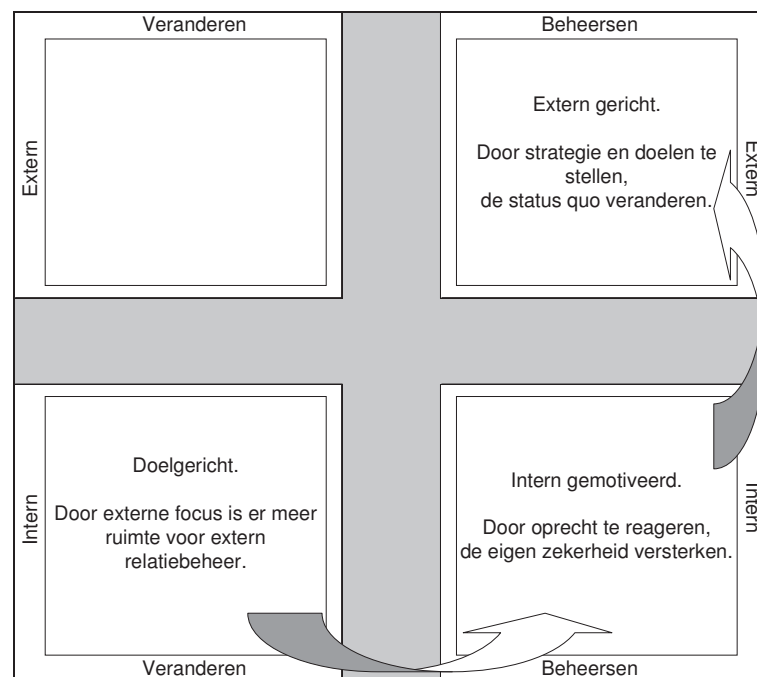 Veranderen
Beheersen
Extern
Extern gericht.
Door strategie en doelen te
stellen,
de status quo veranderen.
Extern
Intern
Doelgericht.
Door externe focus is er meer
ruimte voor extern
relatiebeheer.
Intern gemotiveerd.
Door oprecht te reageren,
de eigen zekerheid versterken.
Intern
Veranderen
Beheersen